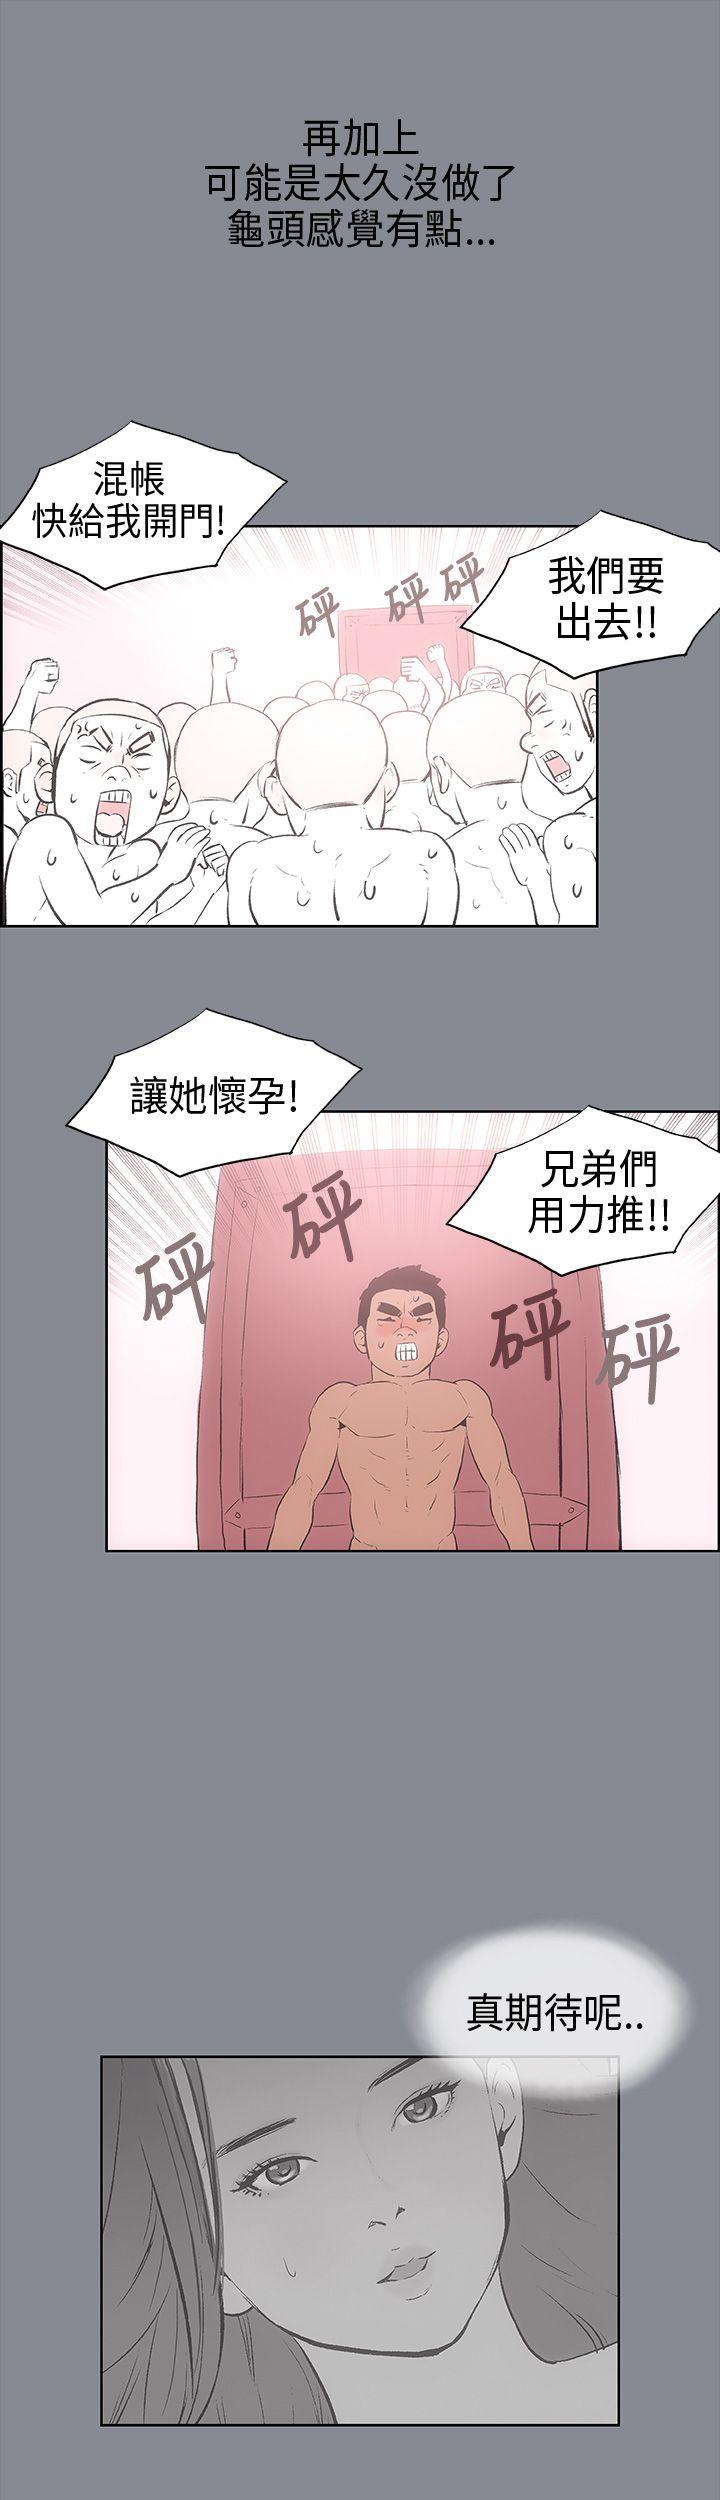 再加上
可能是太久沒做了
龜頭感覺有點...
混帳
快給我開門!
我們要
出去!!
砰 砰 砰
讓她懷孕!
兄弟們
用力推!!
砰 砰
砰 砰
真期待呢..